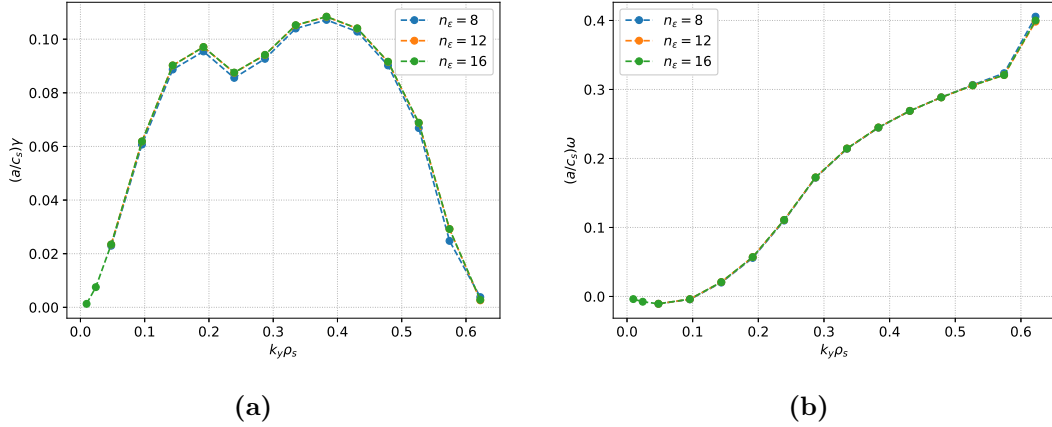 0.10
0.08
0.06
0.04
0.02
0.00
(a/c_s)γ
n_ε = 8
n_ε = 12
n_ε = 16
0.0 0.1 0.2 0.3 0.4 0.5 0.6
k_yρ_s
(a)
0.4
0.3
0.2
0.1
0.0
(a/c_s)ω
n_ε = 8
n_ε = 12
n_ε = 16
0.0 0.1 0.2 0.3 0.4 0.5 0.6
k_yρ_s
(b)